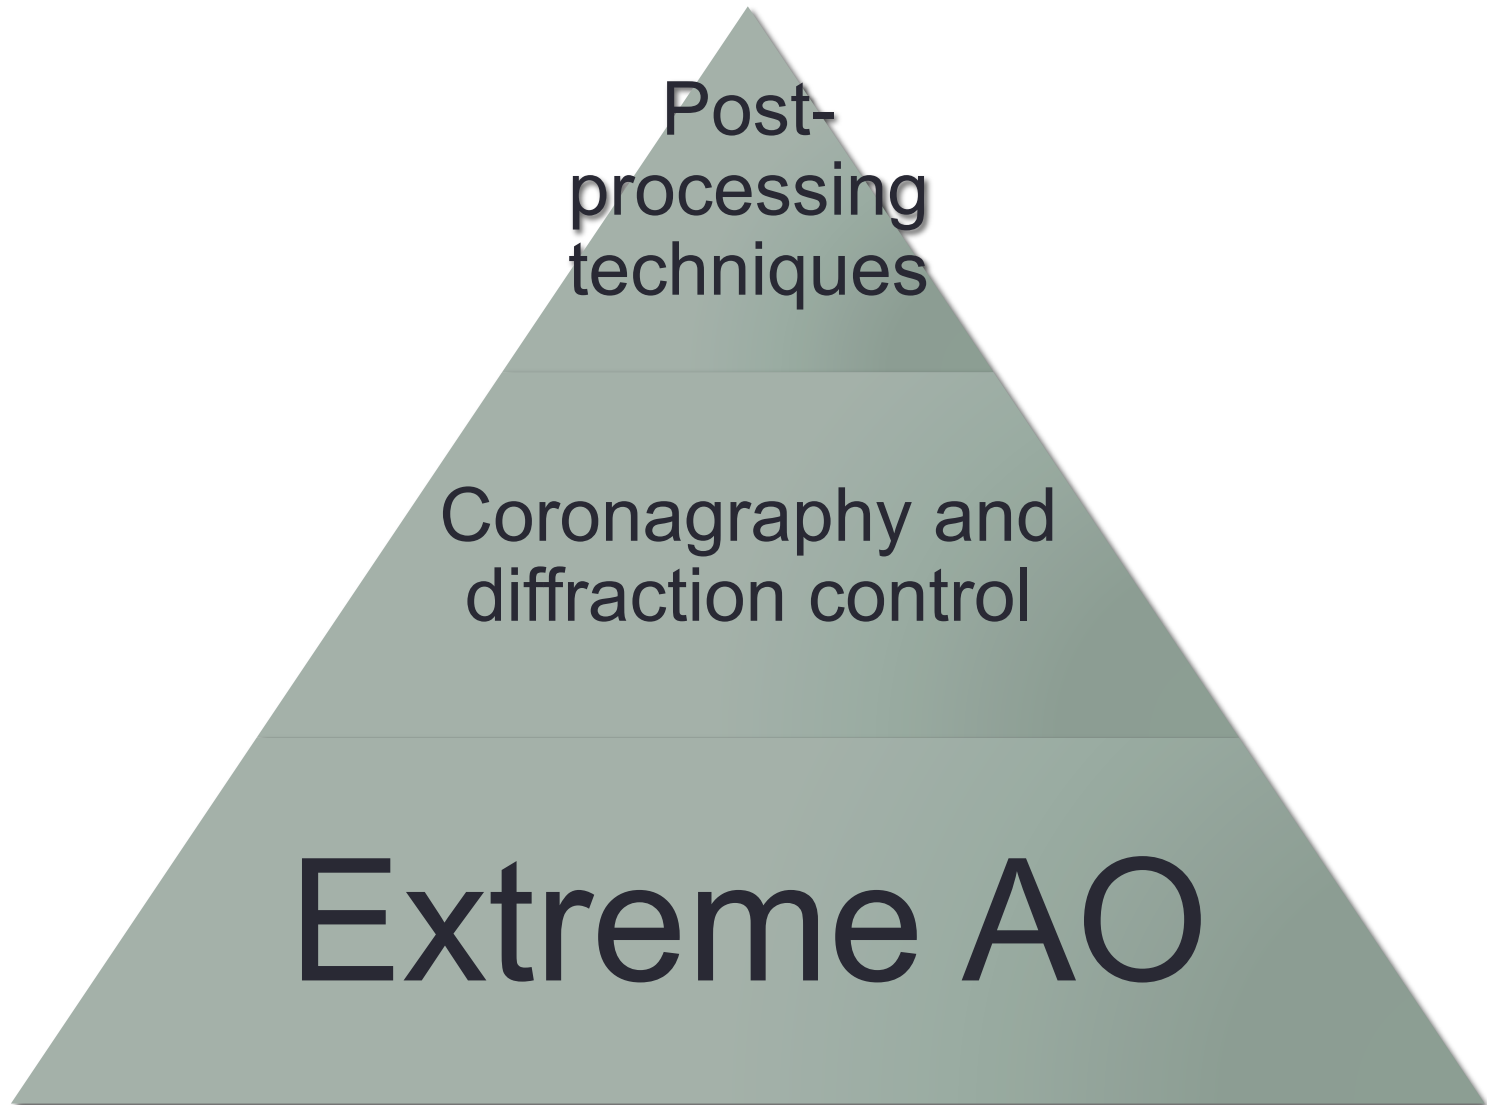 Post-
processing
techniques
Coronagraphy and
diffraction control
Extreme AO